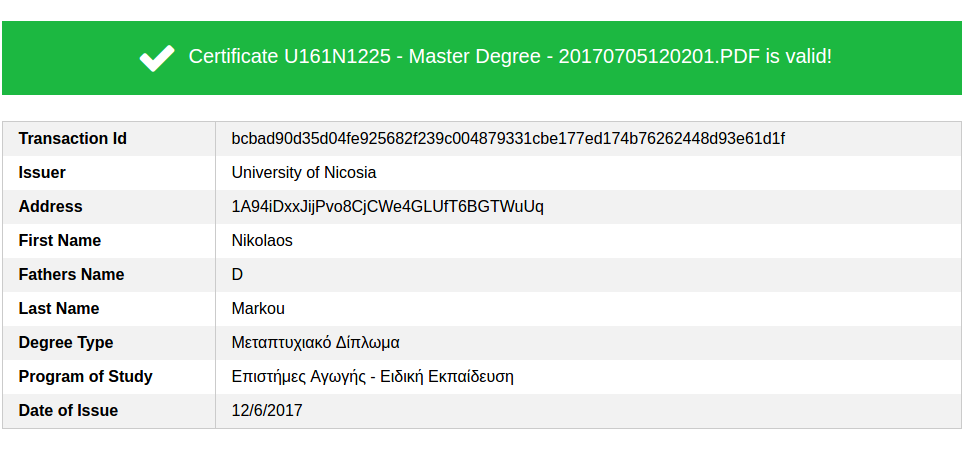 Certificate U161N1225 - Master Degree - 20170705120201.PDF is valid!
Transaction Id bcbad90d35d04fe925682f239c004879331cbe177ed174b76262448d93e61d1f
Issuer University of Nicosia
Address 1A94iDxxJijPvo8CjCWe4GLUfT6BGTWuUq
First Name Nikolaos
Fathers Name D
Last Name Markou
Degree Type Μεταπτυχιακό Δίπλωμα
Program of Study Επιστήμες Αγωγής - Ειδική Εκπαίδευση
Date of Issue 12/6/2017